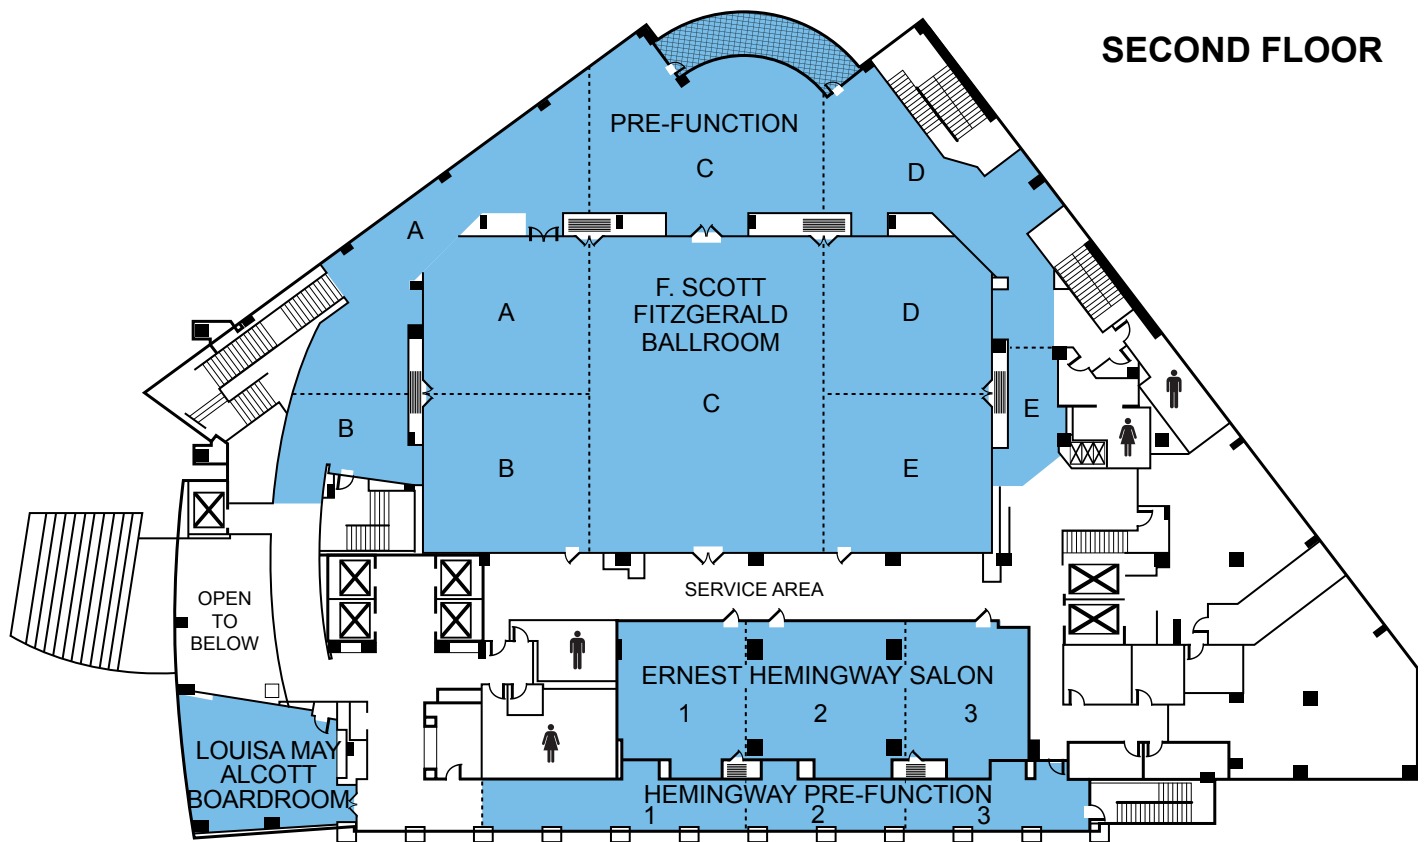 SECOND FLOOR
PRE-FUNCTION
C
D
A
F. SCOTT
FITZGERALD
BALLROOM
A
D
C
E
B
B
E
SERVICE AREA
OPEN
TO
BELOW
ERNEST HEMINGWAY SALON
1
2
3
LOUISA MAY
ALCOTT
BOARDROOM
HEMINGWAY PRE-FUNCTION
1
2
3